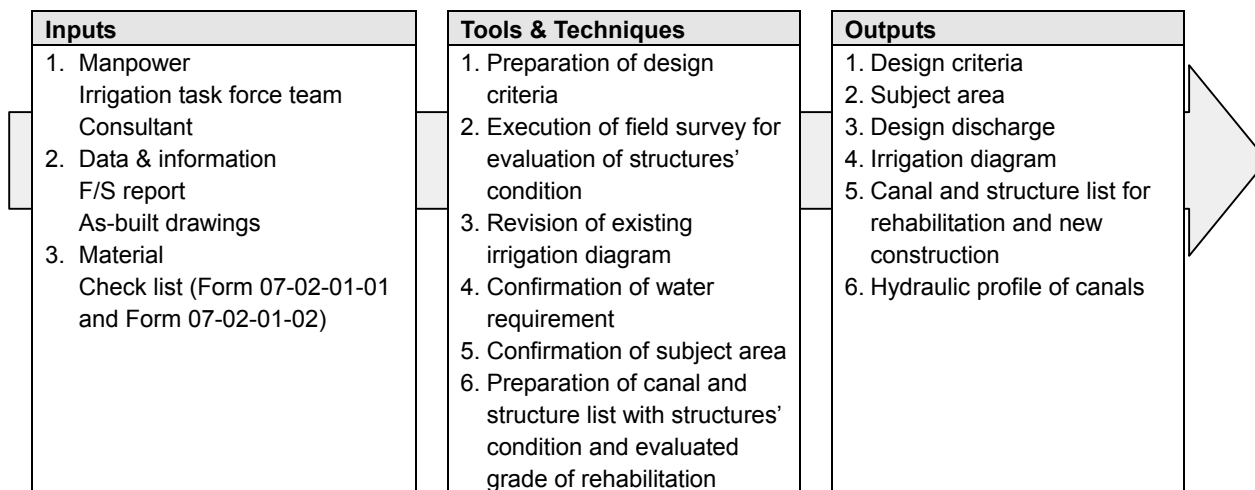 Inputs
1. Manpower
Irrigation task force team
Consultant
2. Data & information
F/S report
As-built drawings
3. Material
Check list (Form 07-02-01-01
and Form 07-02-01-02)
Tools & Techniques
1. Preparation of design
criteria
2. Execution of field survey for
evaluation of structures’
condition
3. Revision of existing
irrigation diagram
4. Confirmation of water
requirement
5. Confirmation of subject area
6. Preparation of canal and
structure list with structures’
condition and evaluated
grade of rehabilitation
Outputs
1. Design criteria
2. Subject area
3. Design discharge
4. Irrigation diagram
5. Canal and structure list for
rehabilitation and new
construction
6. Hydraulic profile of canals